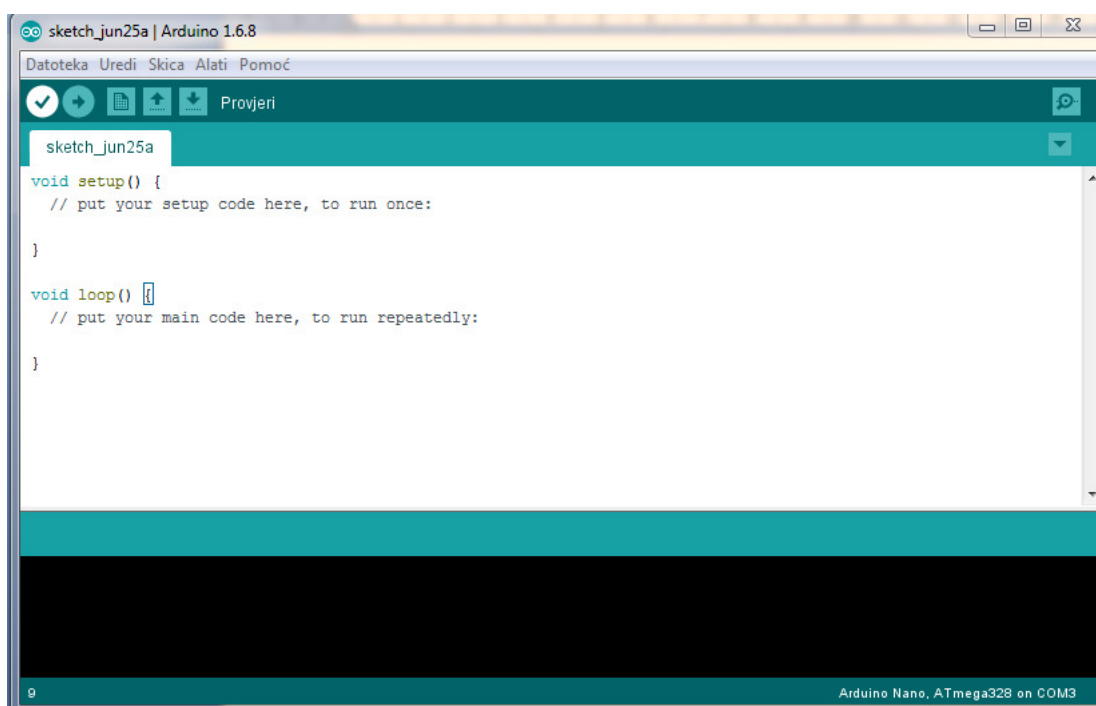 sketch_jun25a | Arduino 1.6.8
Datoteka Uredi Skica Alati Pomoć
Provjeri
sketch_jun25a
void setup() {
  // put your setup code here, to run once:
}
void loop() {
  // put your main code here, to run repeatedly:
}
9 Arduino Nano, ATmega328 on COM3